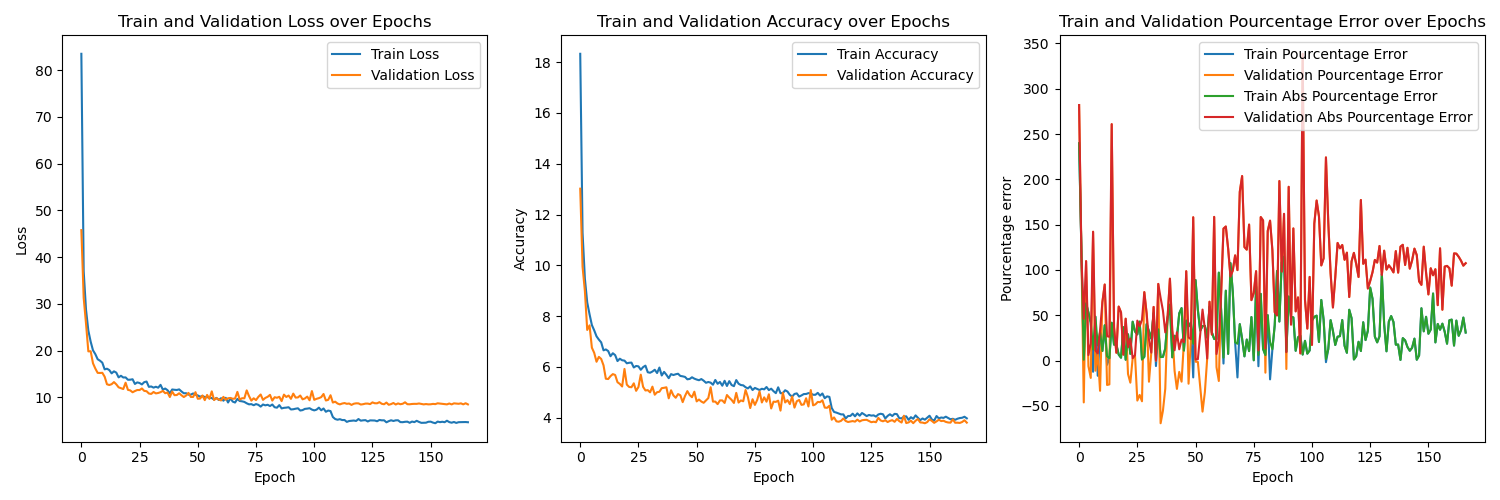 Train and Validation Loss over Epochs
Train Loss
Validation Loss
80
70
60
50
40
30
20
10
Loss
0
25
50
75
100
125
150
Epoch
Train and Validation Accuracy over Epochs
Train Accuracy
Validation Accuracy
18
16
14
12
10
8
6
4
Accuracy
0
25
50
75
100
125
150
Epoch
Train and Validation Pourcentage Error over Epochs
Train Pourcentage Error
Validation Pourcentage Error
Train Abs Pourcentage Error
Validation Abs Pourcentage Error
350
300
250
200
150
100
50
0
−50
Pourcentage error
0
25
50
75
100
125
150
Epoch